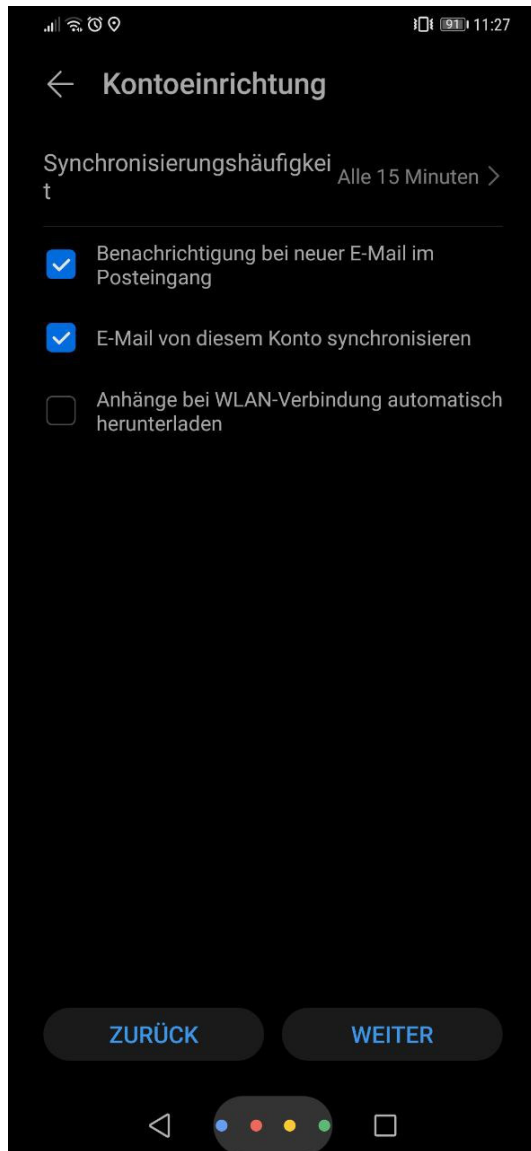 91 11:27
Kontoeinrichtung
Synchronisierungshäufigkei
t
Alle 15 Minuten
Benachrichtigung bei neuer E-Mail im
Posteingang
E-Mail von diesem Konto synchronisieren
Anhänge bei WLAN-Verbindung automatisch
herunterladen
ZURÜCK
WEITER